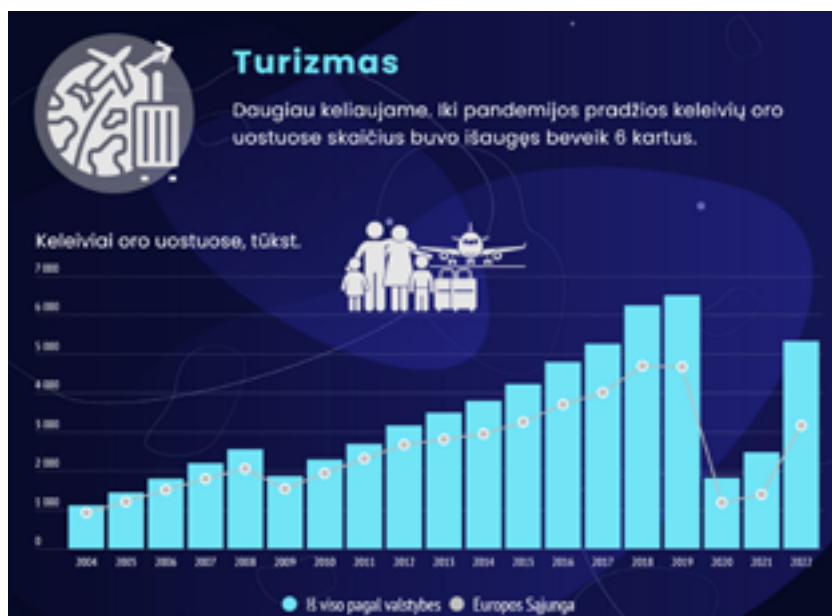 Turizmas
Daugiau keliaujame. Iki pandemijos pradžios keleivių oro
uostuose skaičius buvo išaugęs beveik 6 kartus.
Keleiviai oro uostuose, tūkst.
7 000
6 000
5 000
4 000
3 000
2 000
1 000
0
2004 2005 2006 2007 2008 2009 2010 2011 2012 2013 2014 2015 2016 2017 2018 2019 2020 2021 2022
Iš viso pagal valstybes Europos Sąjunga